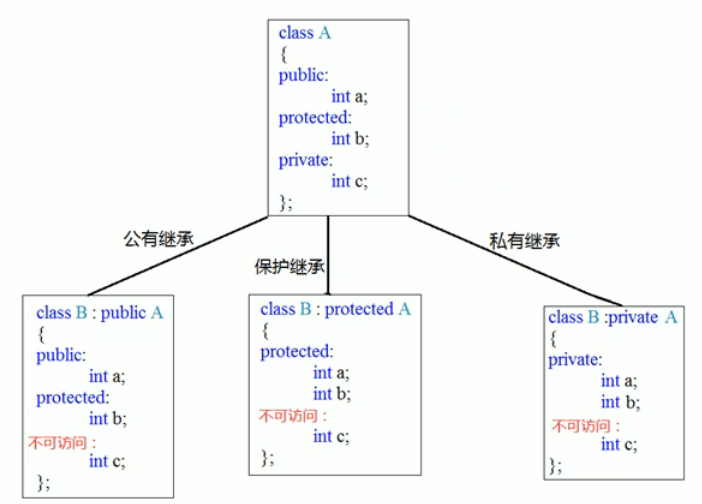 class A
{
public:
int a;
protected:
int b;
private:
int c;
};
公有继承
保护继承
私有继承
class B : public A
{
public:
int a;
protected:
int b;
不可访问：
int c;
};
class B : protected A
{
protected:
int a;
int b;
不可访问：
int c;
};
class B :private A
{
private:
int a;
int b;
不可访问：
int c;
};